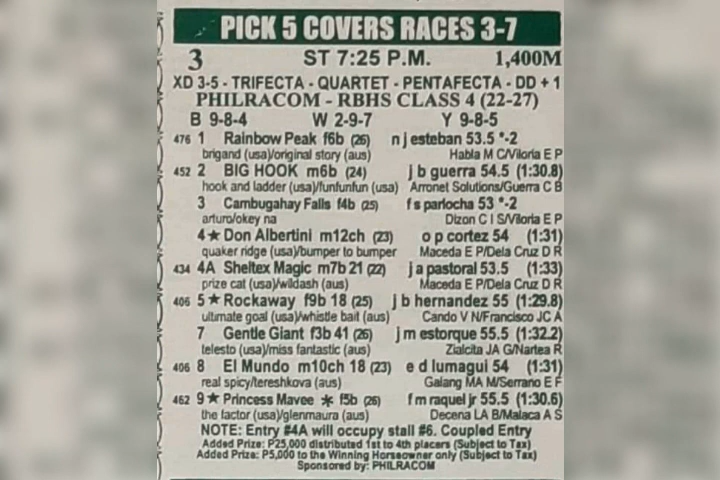 PICK 5 COVERS RACES 3-7
3 ST 7:25 P.M. 1,400M
XD 3-5 - TRIFECTA - QUARTET - PENTAFECTA - DD + 1
PHILRACOM - RBHS CLASS 4 (22-27)
B 9-8-4 W 2-9-7 Y 9-8-5
476 1 Rainbow Peak f6b (26) n j esteban 53.5 *-2
brigand (usa)/original story (aus) Habla M C/Viloria E P
452 2 BIG HOOK m6b (24) j b guerra 54.5 (1:30.8)
hook and ladder (usa)/funfunfun (usa) Arronet Solutions/Guerra C B
3 Cambugahay Falls f4b (25) f s parlocha 53 *-2
arturo/okey na Dizon C I S/Viloria E P
4 ★ Don Albertini m12ch (23) o p cortez 54 (1:31)
quaker ridge (usa)/bumper to bumper Maceda E P/Dela Cruz D R
434 4A Sheltex Magic m7b 21 (22) j a pastoral 53.5 (1:33)
prize cat (usa)/wildash (aus) Maceda E P/Dela Cruz D R
406 5 ★ Rockaway f9b 18 (25) j b hernandez 55 (1:29.8)
ultimate goal (usa)/whistle bait (aus) Cando V N/Francisco JC A
7 Gentle Giant f3b 41 (26) j m estorque 55.5 (1:32.2)
telesto (usa)/miss fantastic (aus) Zialcita JA G/Nartea R
406 8 El Mundo m10ch 18 (23) e d lumagui 54 (1:31)
real spicy/tereshkova (aus) Galang MA M/Serrano E F
462 9 ★ Princess Mavee * f5b (26) f m raquel jr 55.5 (1:30.6)
the factor (usa)/glenmaura (aus) Decena LA B/Malaca A S
NOTE: Entry #4A will occupy stall #6. Coupled Entry
Added Prize: P25,000 distributed 1st to 4th placers (Subject to Tax)
Added Prize: P5,000 to the Winning Horseowner only (Subject to Tax)
Sponsored by: PHILRACOM